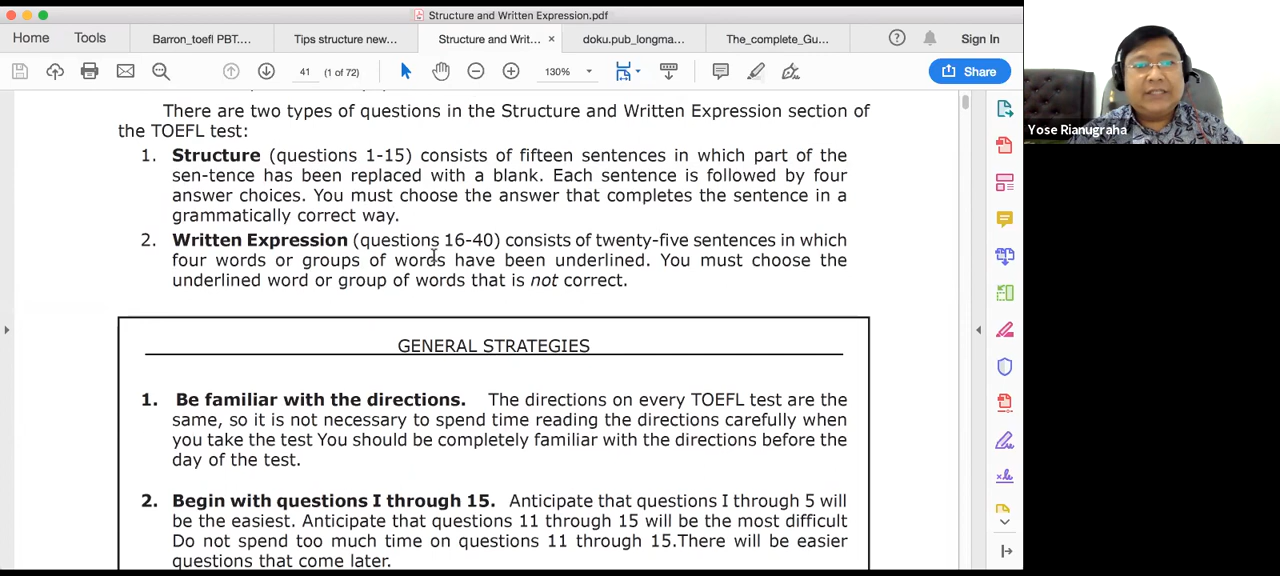 Structure and Written Expression.pdf
Home
Tools
Barron_toefl PBT....
Tips structure new...
Structure and Writ...
×
doku.pub_longma...
The_complete_Gu...
Sign In
41
(1 of 72)
130%
Share
There are two types of questions in the Structure and Written Expression section of
the TOEFL test:
1. Structure (questions 1-15) consists of fifteen sentences in which part of the
sen-tence has been replaced with a blank. Each sentence is followed by four
answer choices. You must choose the answer that completes the sentence in a
grammatically correct way.
2. Written Expression (questions 16-40) consists of twenty-five sentences in which
four words or groups of words have been underlined. You must choose the
underlined word or group of words that is not correct.
GENERAL STRATEGIES
1. Be familiar with the directions. The directions on every TOEFL test are the
same, so it is not necessary to spend time reading the directions carefully when
you take the test You should be completely familiar with the directions before the
day of the test.
2. Begin with questions I through 15. Anticipate that questions I through 5 will
be the easiest. Anticipate that questions 11 through 15 will be the most difficult
Do not spend too much time on questions 11 through 15.There will be easier
questions that come later.
Yose Rianugraha